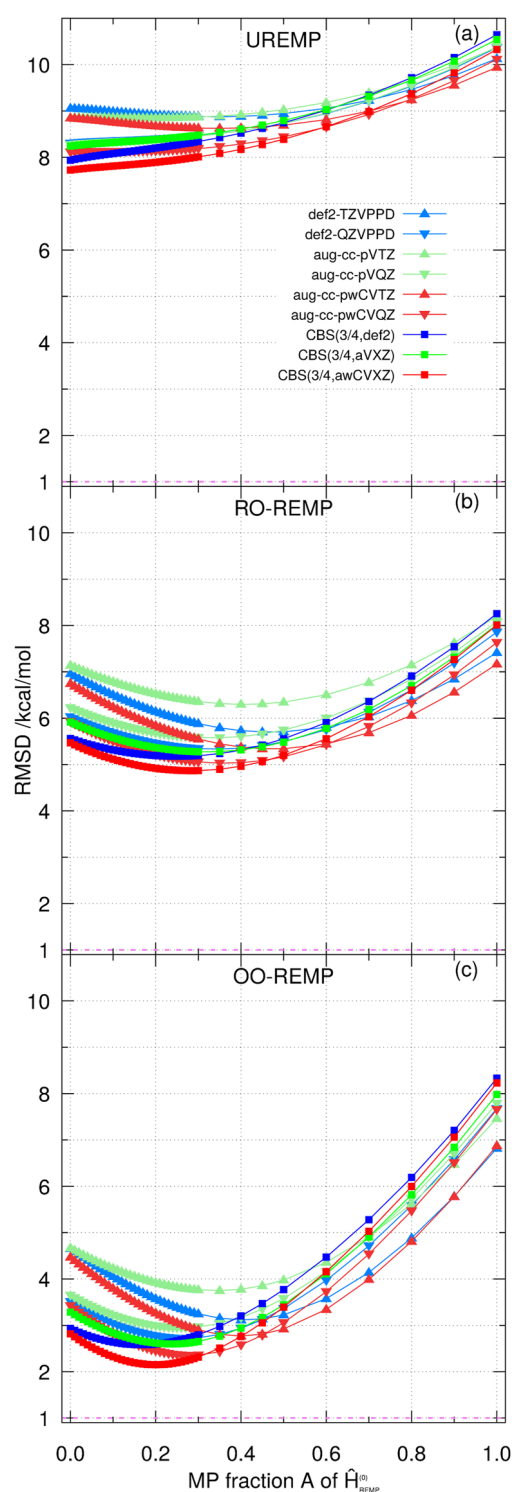 (a)
UREMP
10
8
def2-TZVPPD
def2-QZVPPD
aug-cc-pVTZ
aug-cc-pVQZ
aug-cc-pwCVTZ
aug-cc-pwCVQZ
CBS(3/4,def2)
CBS(3/4,aVXZ)
CBS(3/4,awCVXZ)
6
4
2
1
RO-REMP (b)
10
8
6
4
2
1
RMSD /kcal/mol
OO-REMP (c)
10
8
6
4
2
1
0.0 0.2 0.4 0.6 0.8 1.0
MP fraction A of Ĥ(0)REMP